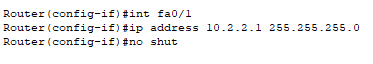 Router(config-if)#int fa0/1
Router(config-if)#ip address 10.2.2.1 255.255.255.0
Router(config-if)#no shut